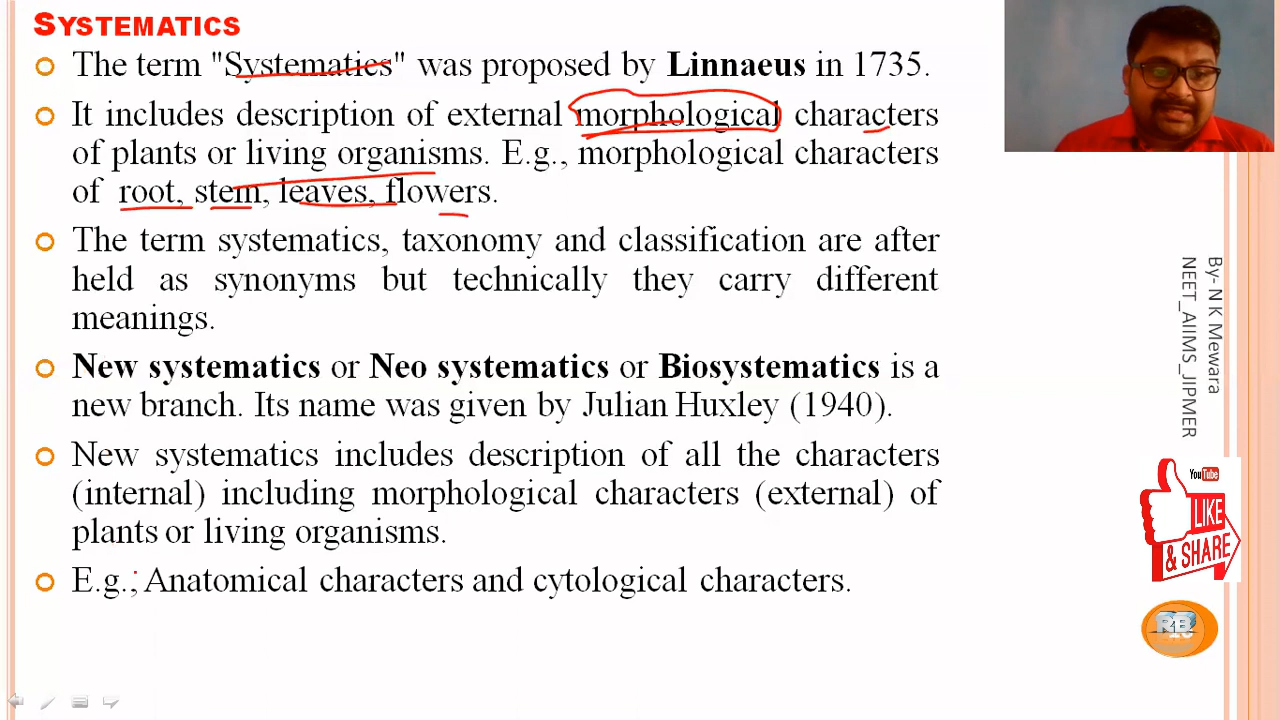 SYSTEMATICS
The term "Systematics" was proposed by Linnaeus in 1735.
It includes description of external morphological characters
of plants or living organisms. E.g., morphological characters
of root, stem, leaves, flowers.
The term systematics, taxonomy and classification are after
held as synonyms but technically they carry different
meanings.
New systematics or Neo systematics or Biosystematics is a
new branch. Its name was given by Julian Huxley (1940).
New systematics includes description of all the characters
(internal) including morphological characters (external) of
plants or living organisms.
E.g., Anatomical characters and cytological characters.
By- N K Mewara
NEET_AIIMS_JIPMER
YouTube
LIKE
& SHARE